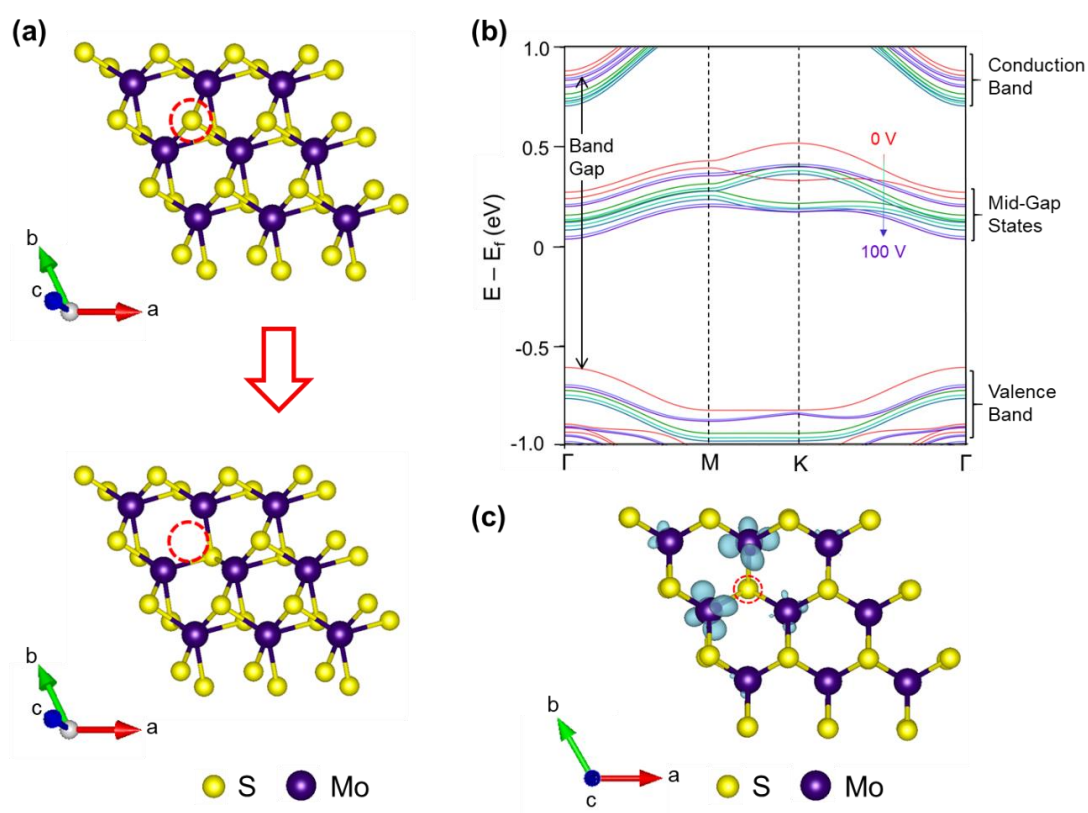 (a)
b
c
a
b
c
a
S
Mo
(b)
E – Ef (eV)
1.0
0.5
0
-0.5
-1.0
Band
Gap
0 V
100 V
Γ
M
K
Γ
Conduction
Band
Mid-Gap
States
Valence
Band
(c)
b
c
a
S
Mo